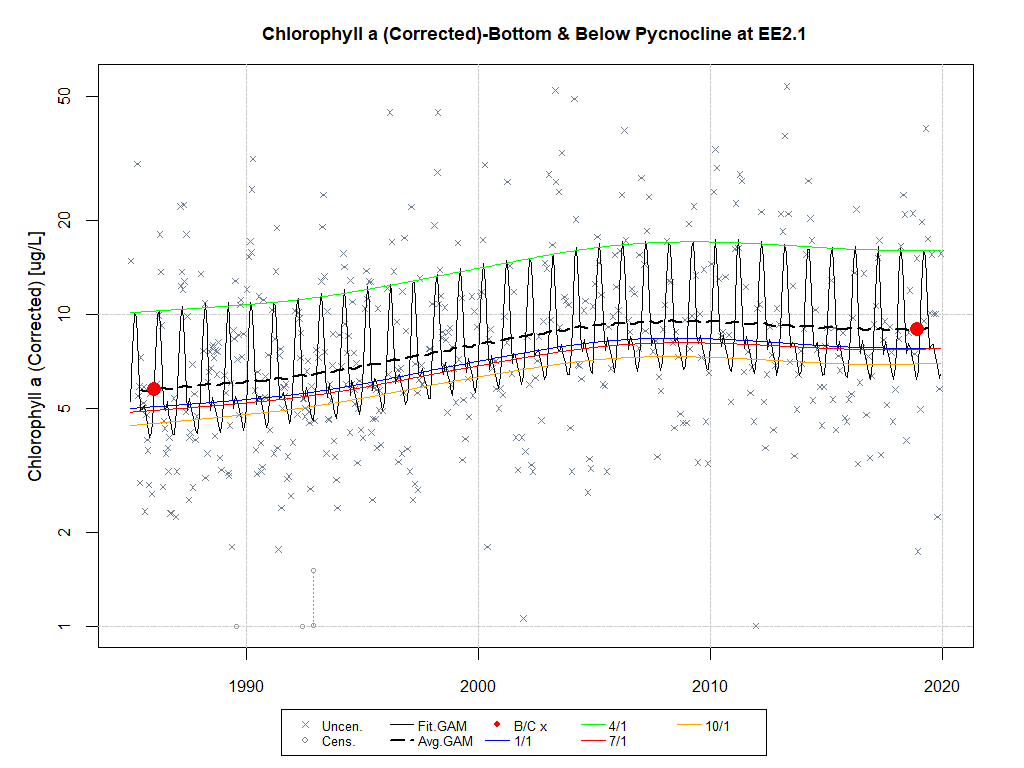 Chlorophyll a (Corrected)-Bottom & Below Pycnocline at EE2.1
Chlorophyll a (Corrected) [ug/L]
50
20
10
5
2
1
1990 2000 2010 2020
Uncen. Fit.GAM B/C x 4/1 10/1
Cens. Avg.GAM 1/1 7/1